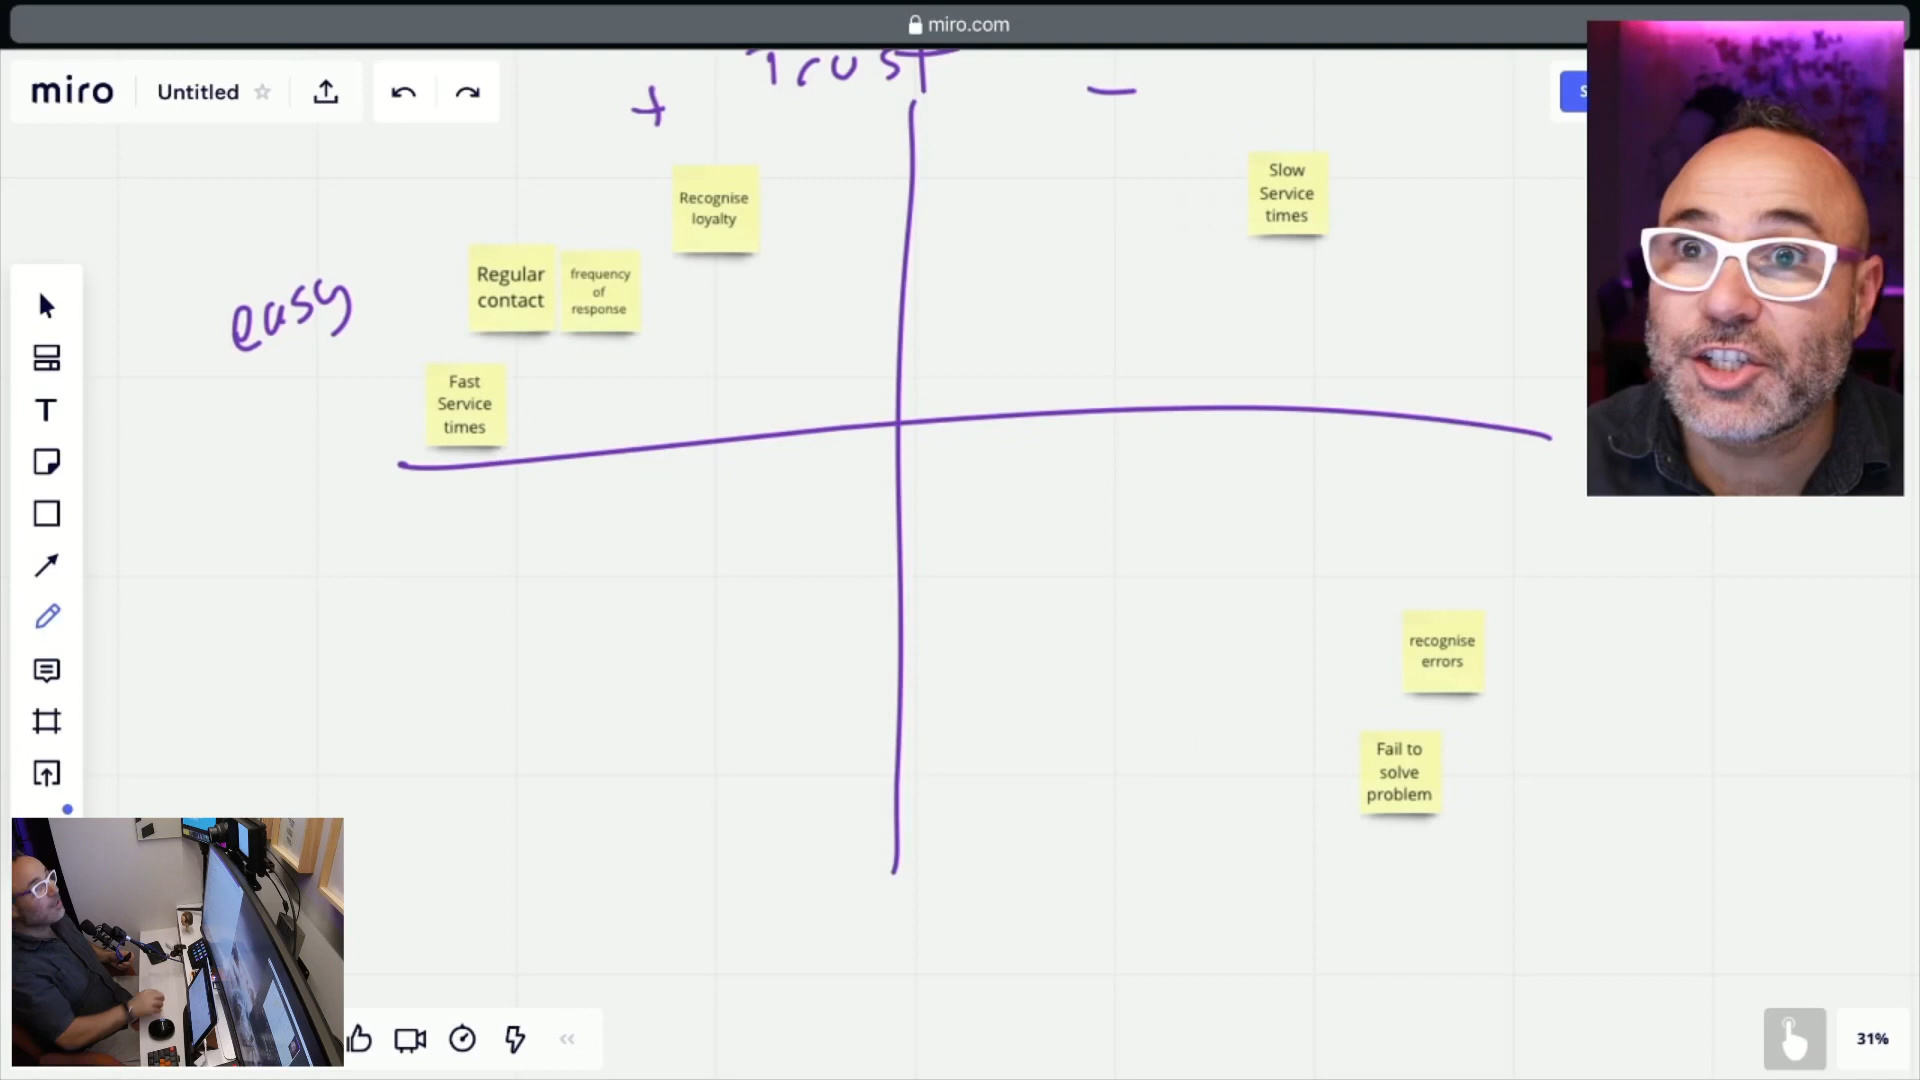 miro.com
miro
Untitled
Trust
+
−
Recognise
loyalty
Slow
Service
times
Regular
contact
frequency
of
response
easy
Fast
Service
times
recognise
errors
Fail to
solve
problem
31%